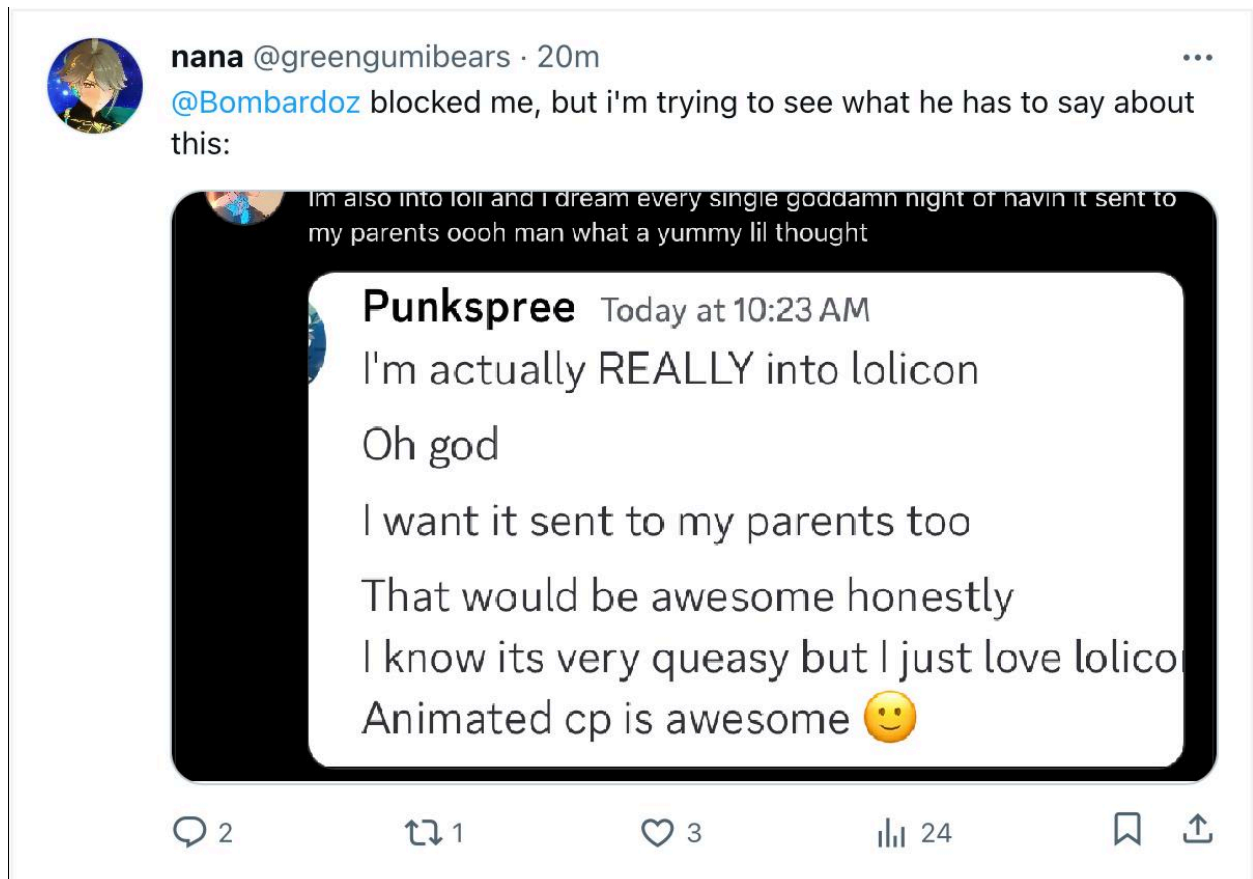 nana @greengumibears · 20m
@Bombardoz blocked me, but i'm trying to see what he has to say about
this:
Im also into loli and i dream every single goddamn night of havin it sent to
my parents oooh man what a yummy lil thought
Punkspree Today at 10:23 AM
I'm actually REALLY into lolicon
Oh god
I want it sent to my parents too
That would be awesome honestly
I know its very queasy but I just love lolico
Animated cp is awesome 🙂
2 1 3 24